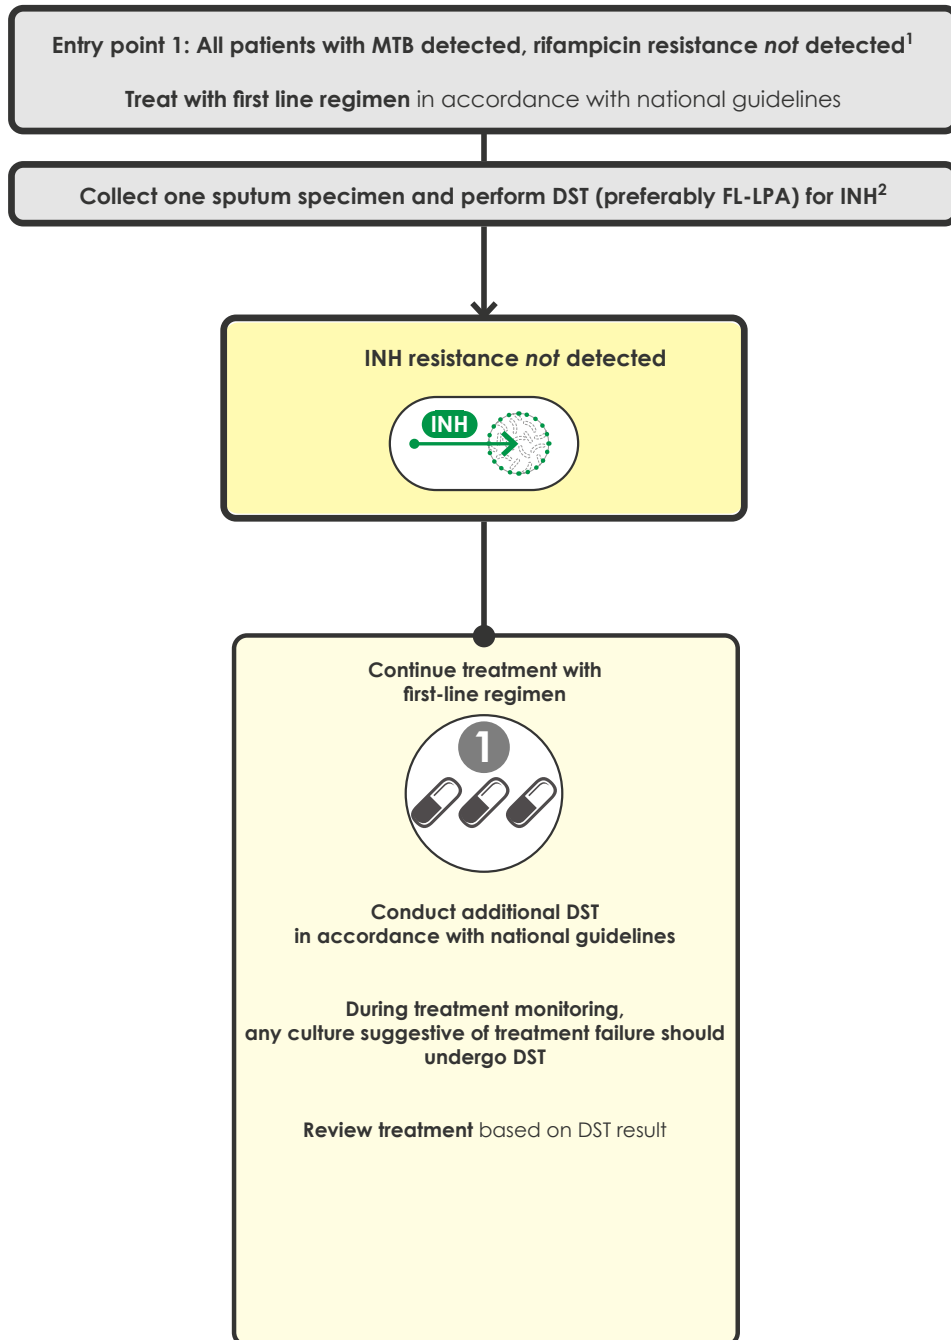 Entry point 1: All patients with MTB detected, rifampicin resistance not detected1
Treat with first line regimen in accordance with national guidelines
Collect one sputum specimen and perform DST (preferably FL-LPA) for INH2
INH resistance not detected
INH
Continue treatment with
first-line regimen
1
Conduct additional DST
in accordance with national guidelines
During treatment monitoring,
any culture suggestive of treatment failure should
undergo DST
Review treatment based on DST result